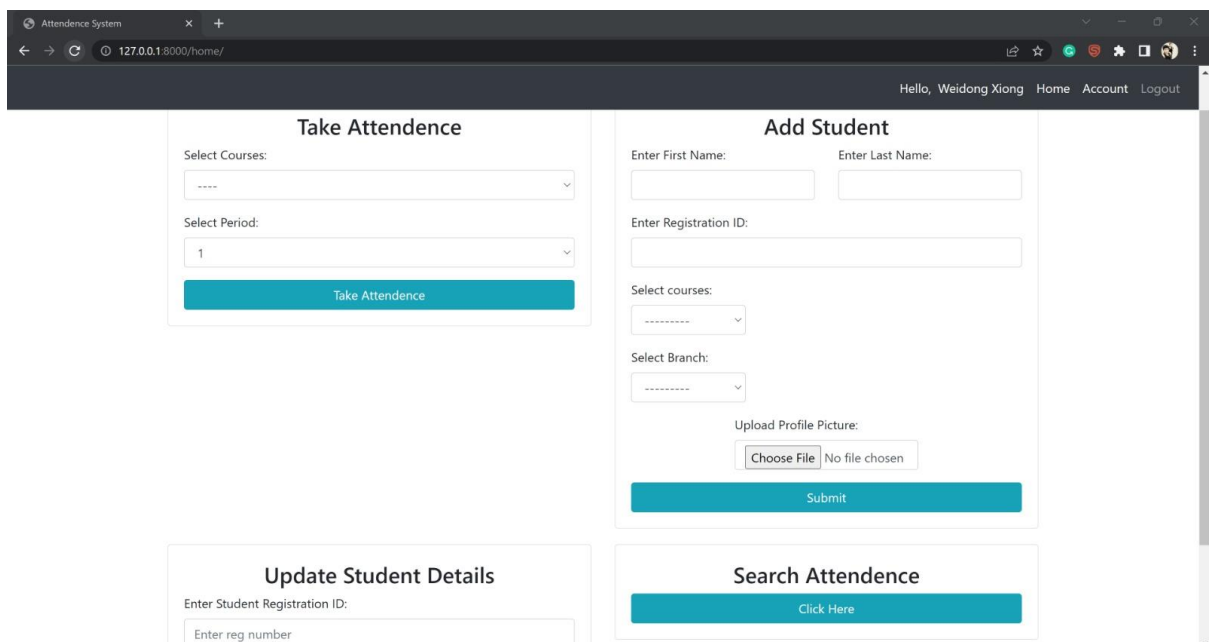 Attendence System
127.0.0.1:8000/home/
Hello, Weidong Xiong Home Account Logout
Take Attendence
Select Courses:
----
Select Period:
1
Take Attendence
Add Student
Enter First Name: Enter Last Name:
Enter Registration ID:
Select courses:
---------
Select Branch:
---------
Upload Profile Picture:
Choose File No file chosen
Submit
Update Student Details
Enter Student Registration ID:
Enter reg number
Search Attendence
Click Here